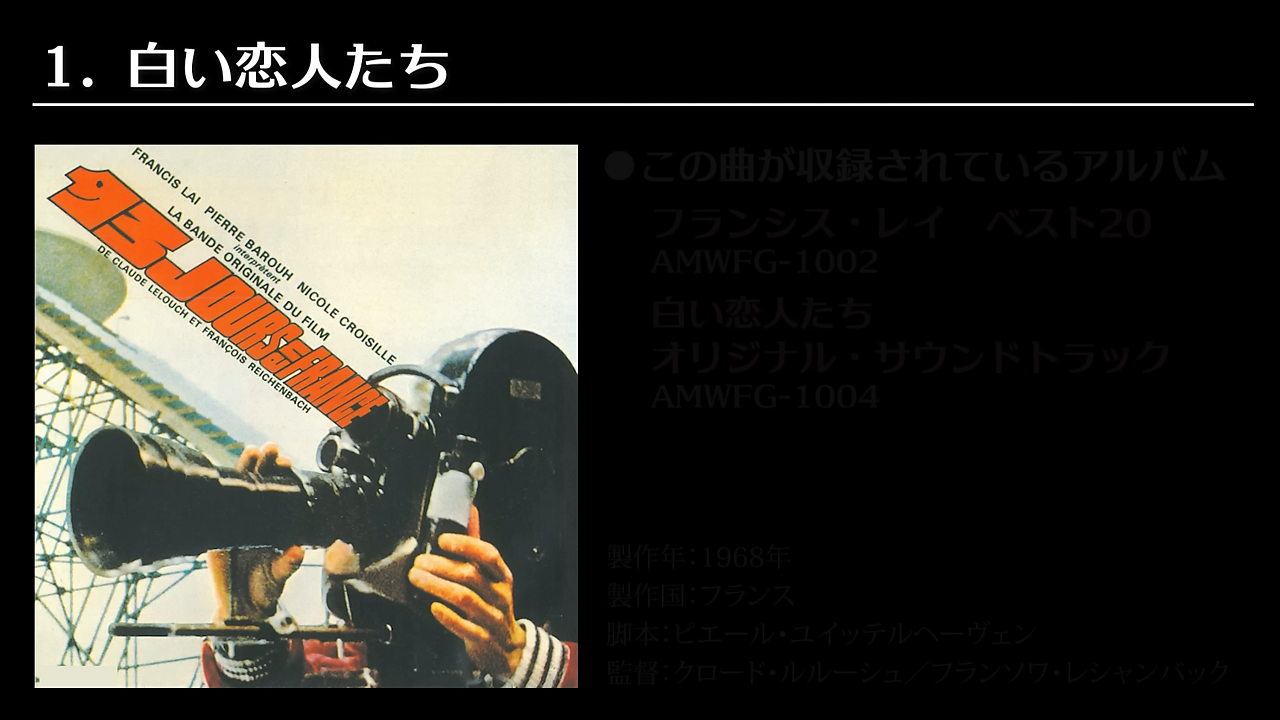 1. 白い恋人たち
FRANCIS LAI PIERRE BAROUH NICOLE CROISILLE
interprètent
LA BANDE ORIGINALE DU FILM
13 JOURS EN FRANCE
DE CLAUDE LELOUCH ET FRANÇOIS REICHENBACH
●この曲が収録されているアルバム
フランシス・レイ ベスト20
AMWFG-1002
白い恋人たち
オリジナル・サウンドトラック
AMWFG-1004
製作年:1968年
製作国:フランス
脚本:ピエール・ユイッテルヘーヴェン
監督:クロード・ルルーシュ/フランソワ・レシャンバック